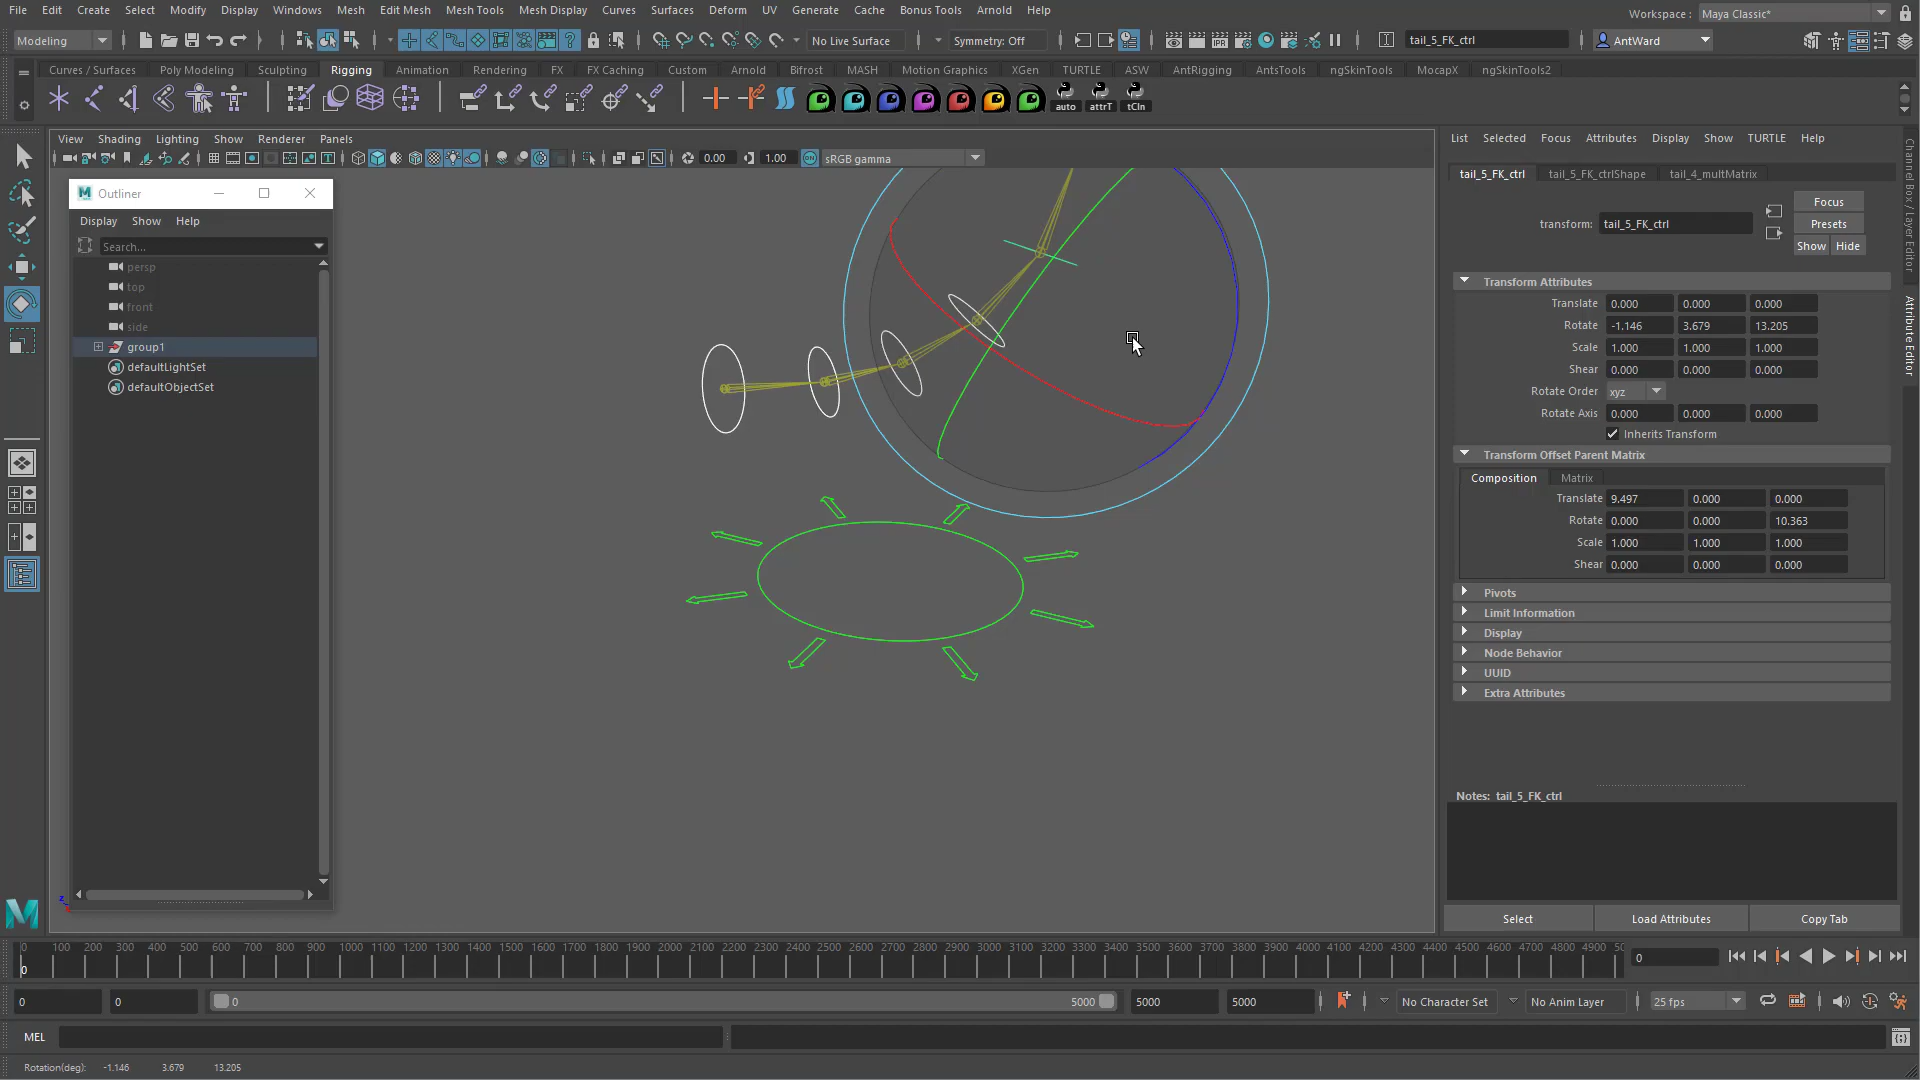 File Edit Create Select Modify Display Windows Mesh Edit Mesh Mesh Tools Mesh Display Curves Surfaces Deform UV Generate Cache Bonus Tools Arnold Help
Workspace : Maya Classic*
Modeling No Live Surface Symmetry: Off tail_5_FK_ctrl AntWard
Curves / Surfaces Poly Modeling Sculpting Rigging Animation Rendering FX FX Caching Custom Arnold Bifrost MASH Motion Graphics XGen TURTLE ASW AntRigging AntsTools ngSkinTools MocapX ngSkinTools2
auto attrT tCln
View Shading Lighting Show Renderer Panels
0.00 1.00 sRGB gamma
Outliner
Display Show Help
Search...
persp
top
front
side
group1
defaultLightSet
defaultObjectSet
List Selected Focus Attributes Display Show TURTLE Help
tail_5_FK_ctrl tail_5_FK_ctrlShape tail_4_multMatrix
Focus
transform: tail_5_FK_ctrl Presets
Show Hide
Transform Attributes
Translate 0.000 0.000 0.000
Rotate -1.146 3.679 13.205
Scale 1.000 1.000 1.000
Shear 0.000 0.000 0.000
Rotate Order xyz
Rotate Axis 0.000 0.000 0.000
Inherits Transform
Transform Offset Parent Matrix
Composition Matrix
Translate 9.497 0.000 0.000
Rotate 0.000 0.000 10.363
Scale 1.000 1.000 1.000
Shear 0.000 0.000 0.000
Pivots
Limit Information
Display
Node Behavior
UUID
Extra Attributes
Notes: tail_5_FK_ctrl
Select Load Attributes Copy Tab
Channel Box / Layer Editor
Attribute Editor
0 100 200 300 400 500 600 700 800 900 1000 1100 1200 1300 1400 1500 1600 1700 1800 1900 2000 2100 2200 2300 2400 2500 2600 2700 2800 2900 3000 3100 3200 3300 3400 3500 3600 3700 3800 3900 4000 4100 4200 4300 4400 4500 4600 4700 4800 4900
0
0
0 0 0 5000 5000 5000 No Character Set No Anim Layer 25 fps
MEL
Rotation(deg): -1.146 3.679 13.205